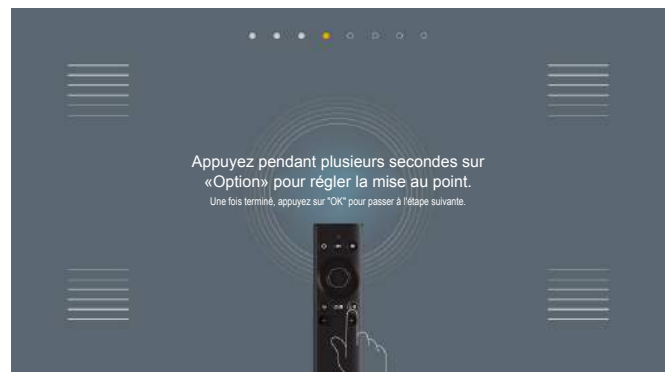 Appuyez pendant plusieurs secondes sur
«Option» pour régler la mise au point.
Une fois terminé, appuyez sur "OK" pour passer à l'étape suivante.